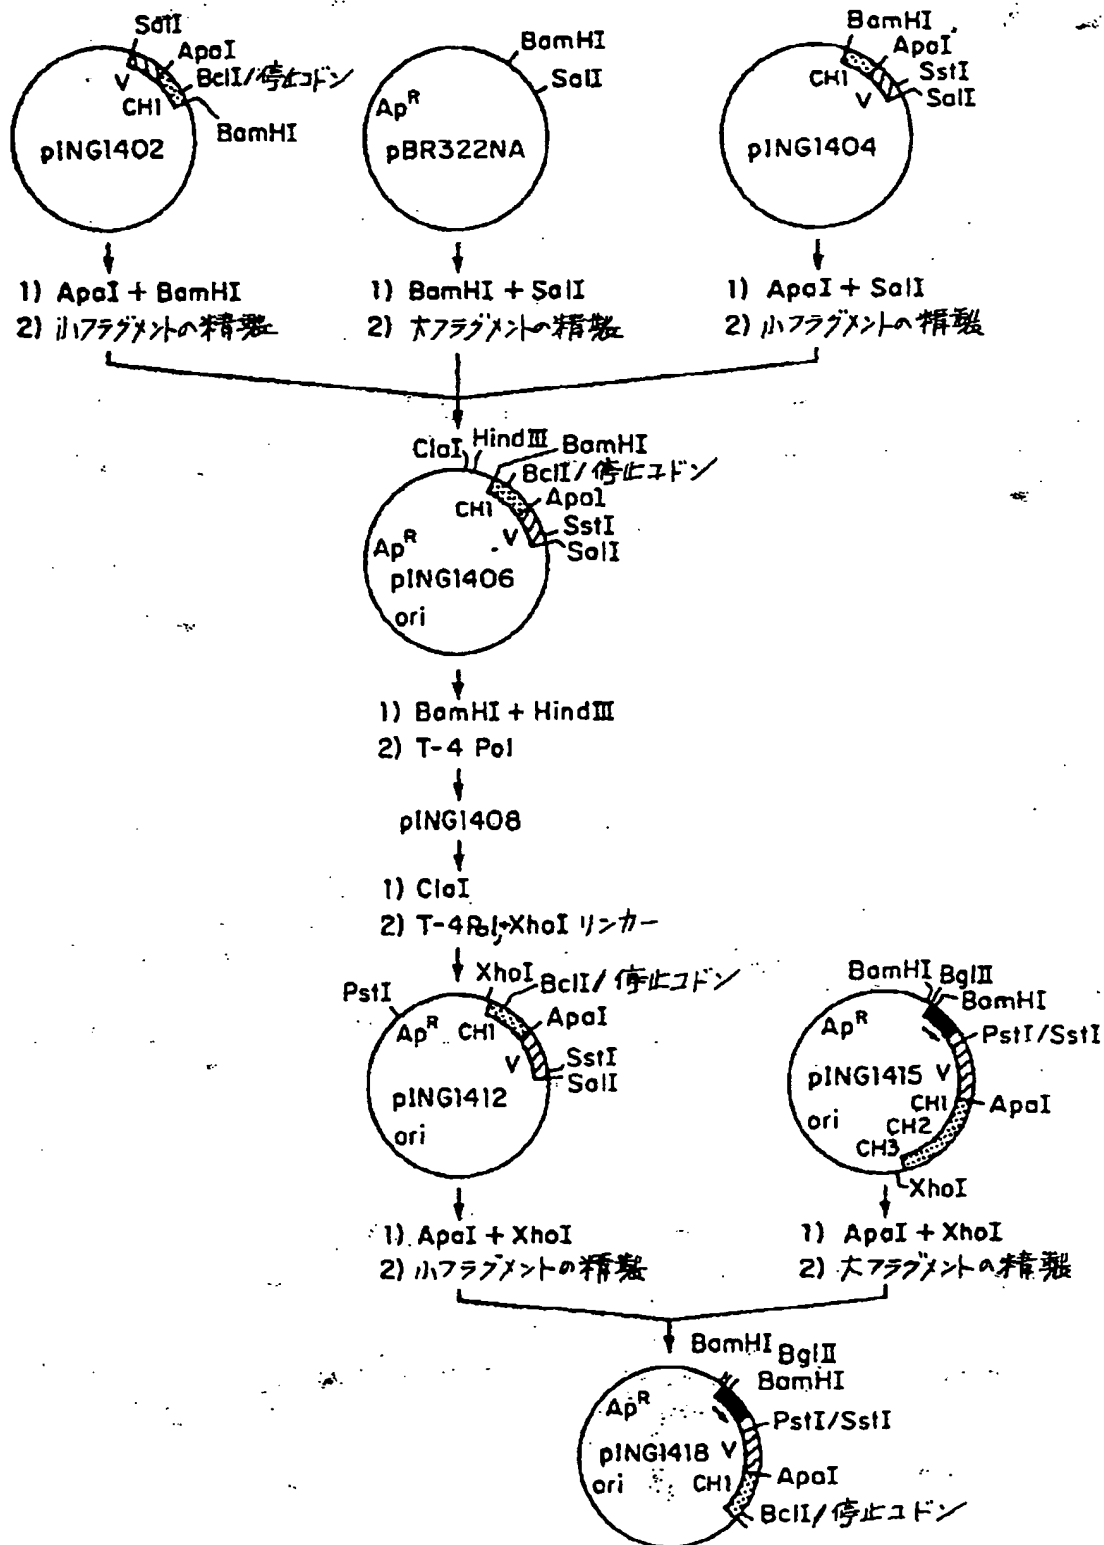 SalI
ApaI
BclI/停止コドン
V
CH1
BamHI
pING1402
BamHI
SalI
Ap^R
pBR322NA
BamHI
ApaI
CH1
SstI
V
SalI
pING1404
1) ApaI + BamHI
2) 小フラグメントの精製
1) BamHI + SalI
2) 大フラグメントの精製
1) ApaI + SalI
2) 小フラグメントの精製
ClaI
HindIII
BamHI
BclI/停止コドン
CH1
ApaI
V
SstI
SalI
Ap^R
pING1406
ori
1) BamHI + HindIII
2) T-4 Pol
pING1408
1) ClaI
2) T-4Pol,+XhoI リンカー
XhoI
BclI/停止コドン
PstI
Ap^R
CH1
ApaI
V
SstI
SalI
pING1412
ori
BamHI
BglII
BamHI
Ap^R
PstI/SstI
pING1415
V
ori
CH1
ApaI
CH2
CH3
XhoI
1) ApaI + XhoI
2) 小フラグメントの精製
1) ApaI + XhoI
2) 大フラグメントの精製
BamHI
BglII
BamHI
Ap^R
PstI/SstI
pING1418
V
ori
CH1
ApaI
BclI/停止コドン